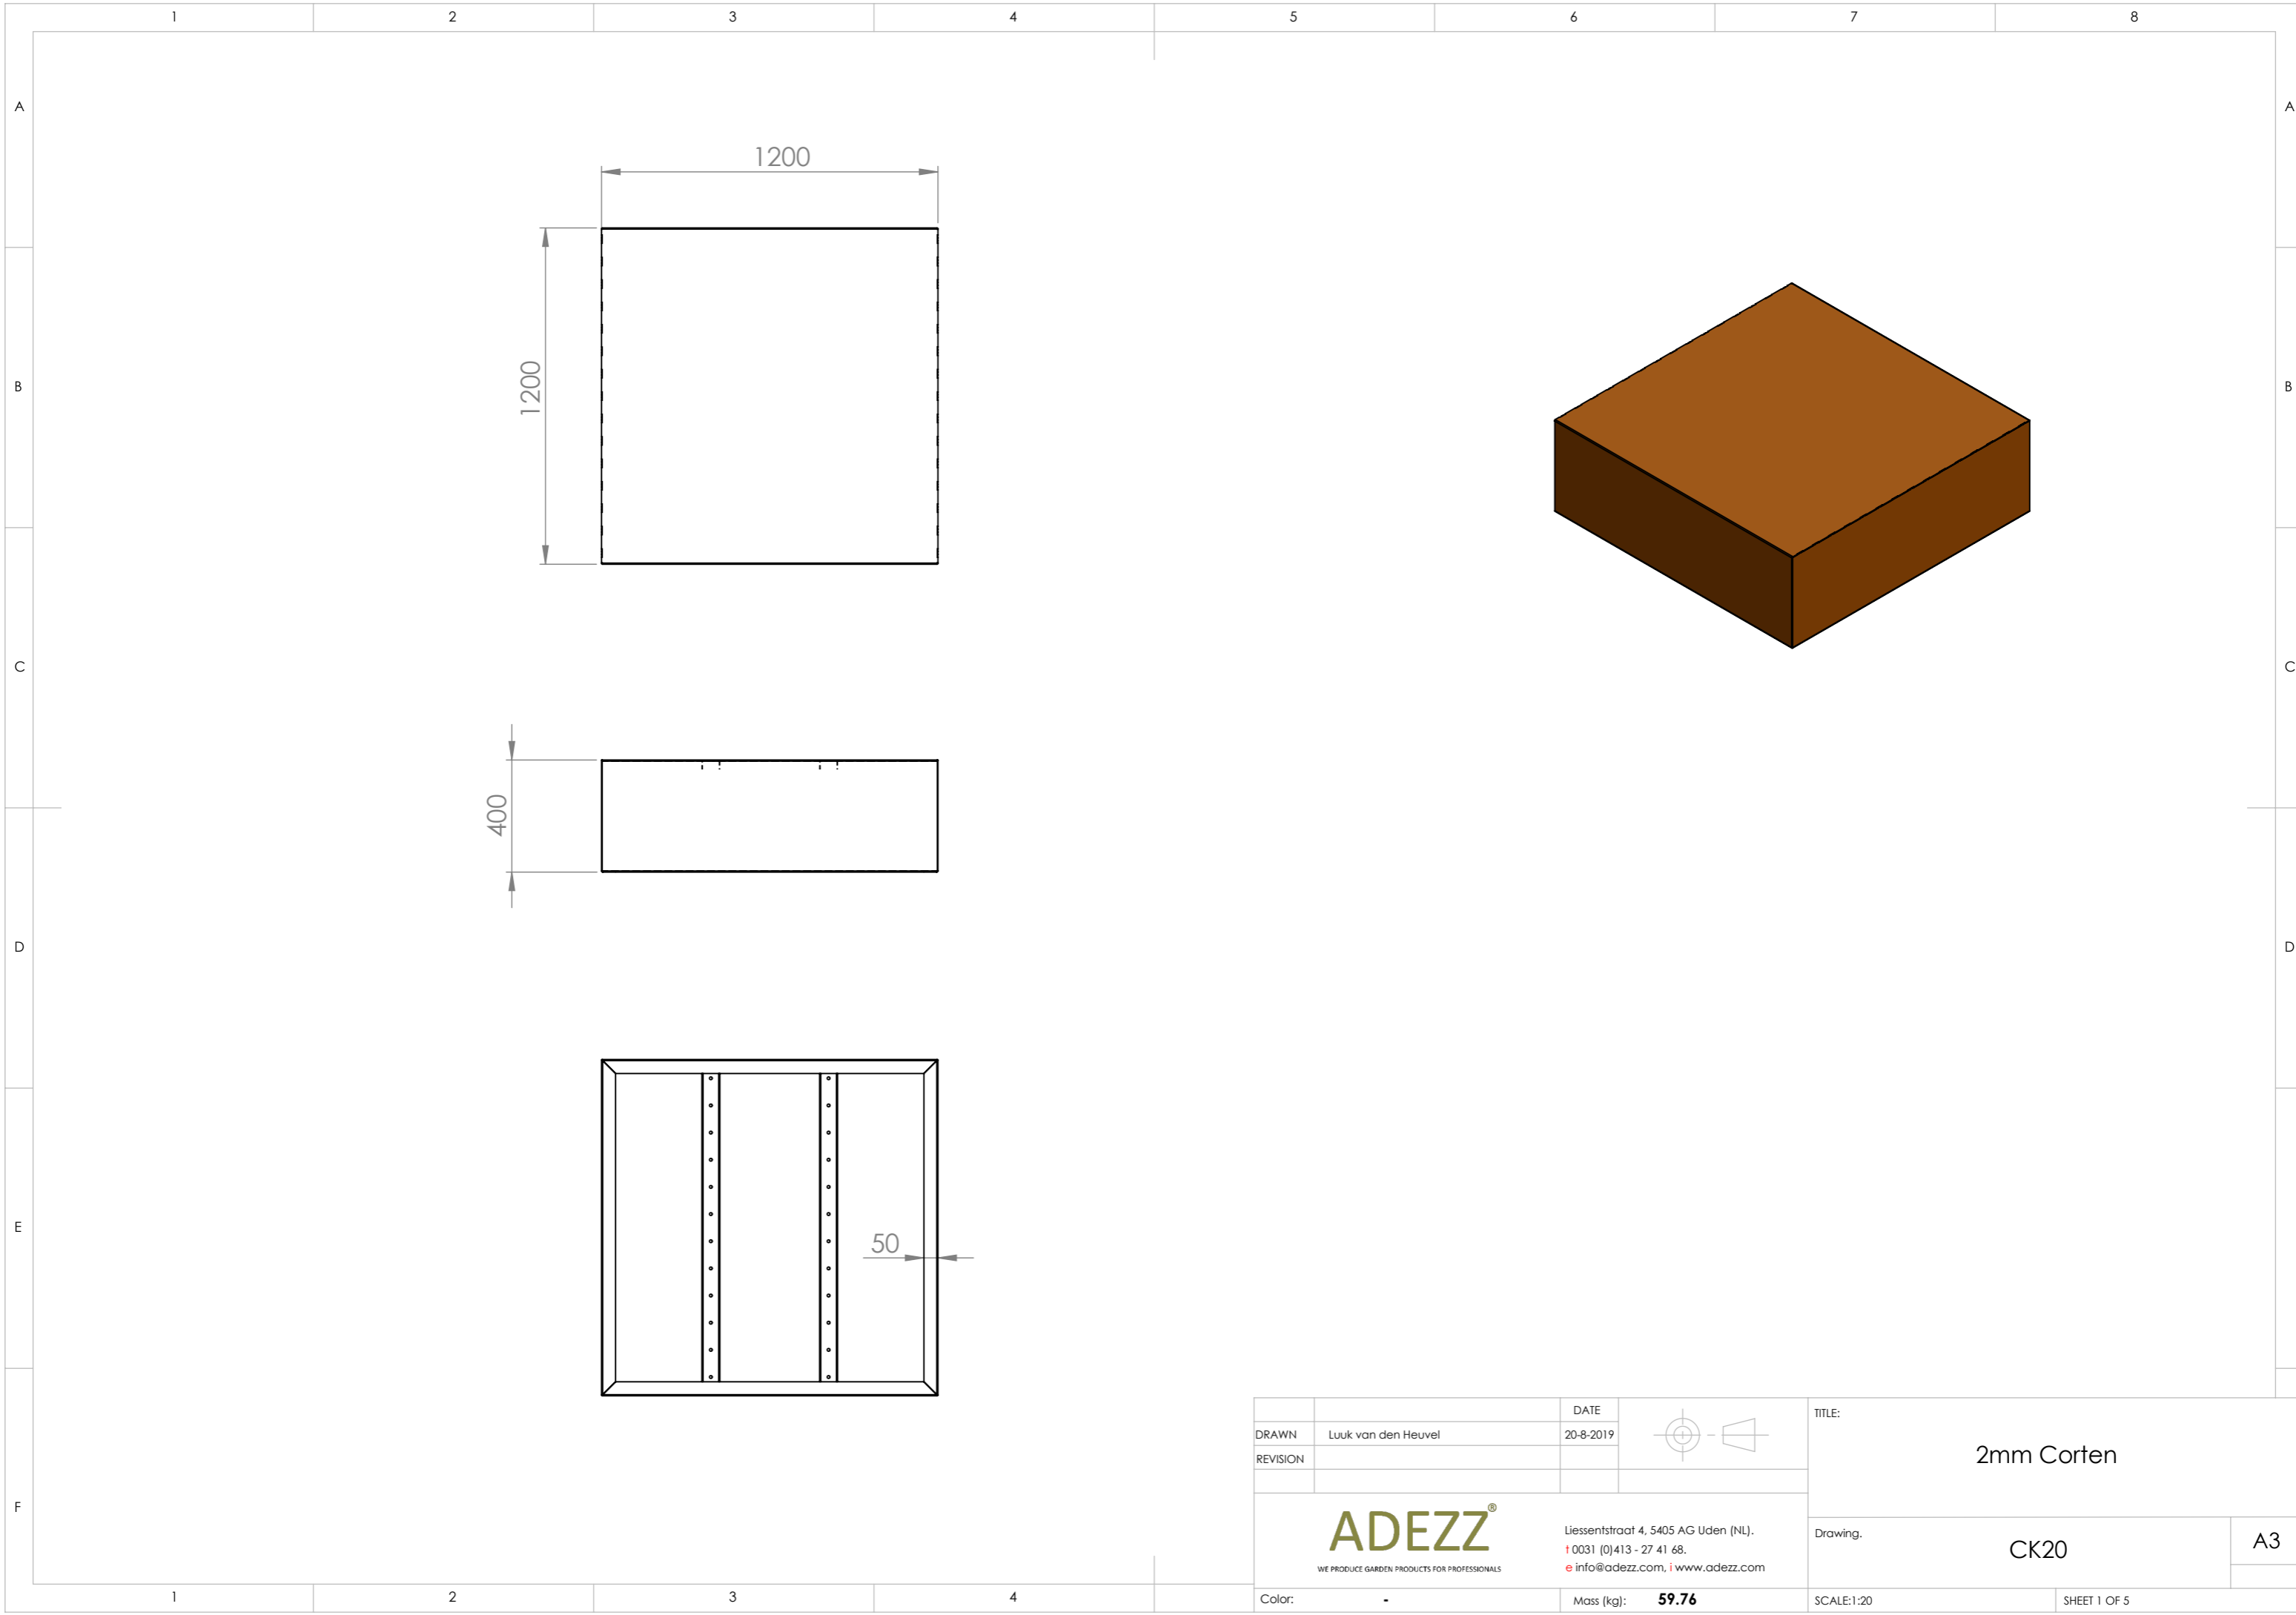 1 2 3 4 5 6 7 8
A A
1200
1200
B B
C C
400
D D
E E
50
F
DATE
DRAWN Luuk van den Heuvel 20-8-2019
REVISION
TITLE:
2mm Corten
ADEZZ®
WE PRODUCE GARDEN PRODUCTS FOR PROFESSIONALS
Liessentstraat 4, 5405 AG Uden (NL).
t 0031 (0)413 - 27 41 68.
e info@adezz.com, i www.adezz.com
Drawing.
CK20
A3
Color: -
Mass (kg): 59.76
SCALE:1:20
SHEET 1 OF 5
1 2 3 4